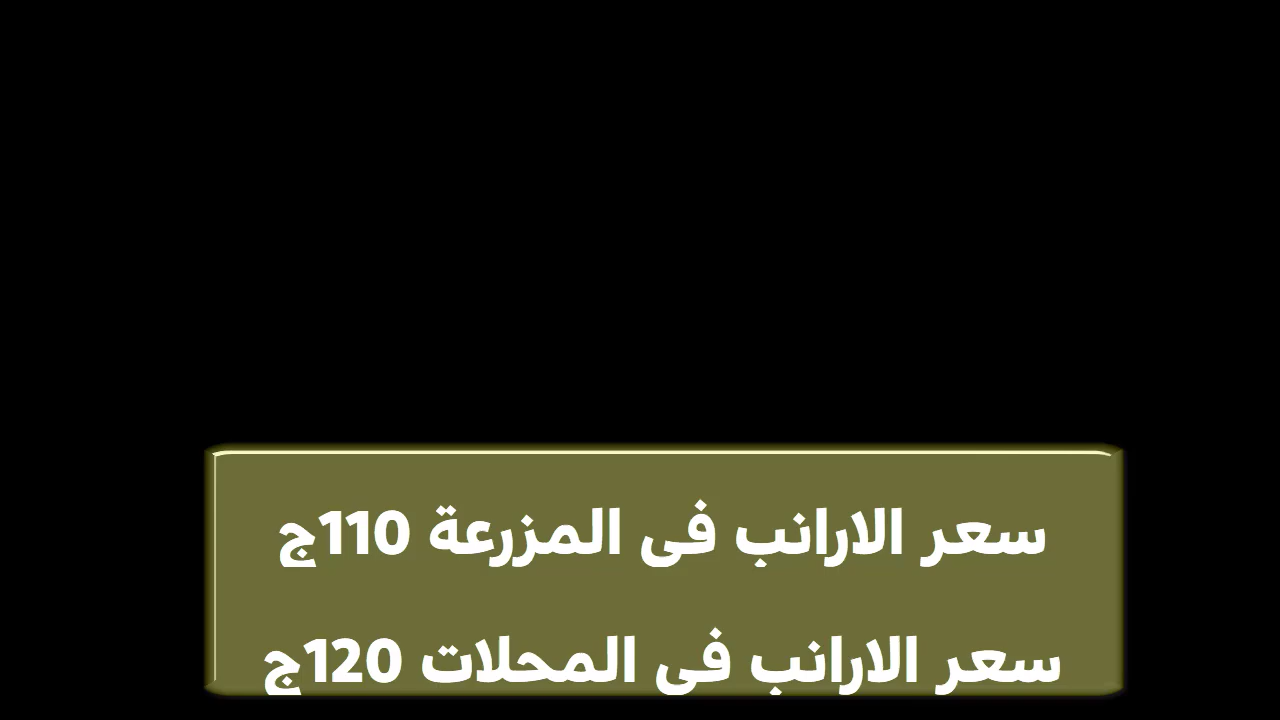 سعر الارانب فى المزرعة 110ج
سعر الارانب فى المحلات 120ج